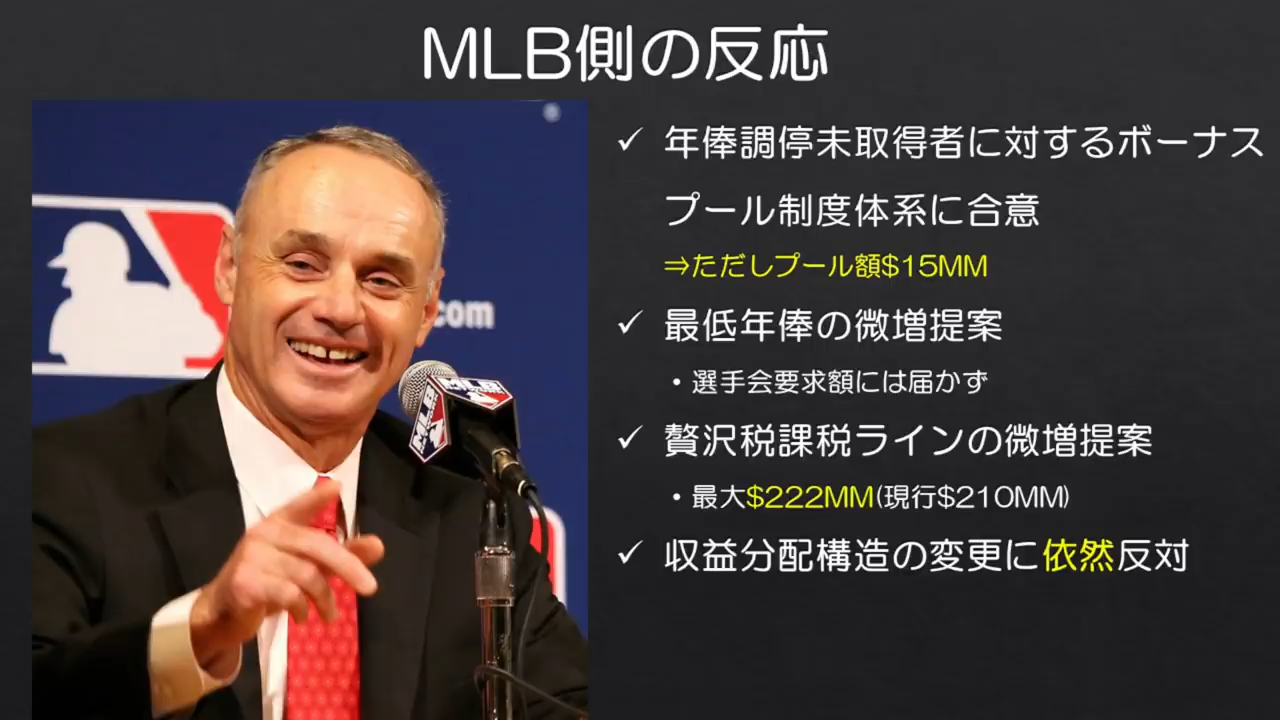 MLB側の反応
✓ 年俸調停未取得者に対するボーナス
プール制度体系に合意
⇒ただしプール額$15MM
✓ 最低年俸の微増提案
・選手会要求額には届かず
✓ 贅沢税課税ラインの微増提案
・最大$222MM(現行$210MM)
✓ 収益分配構造の変更に依然反対
.com
MLB
MLB